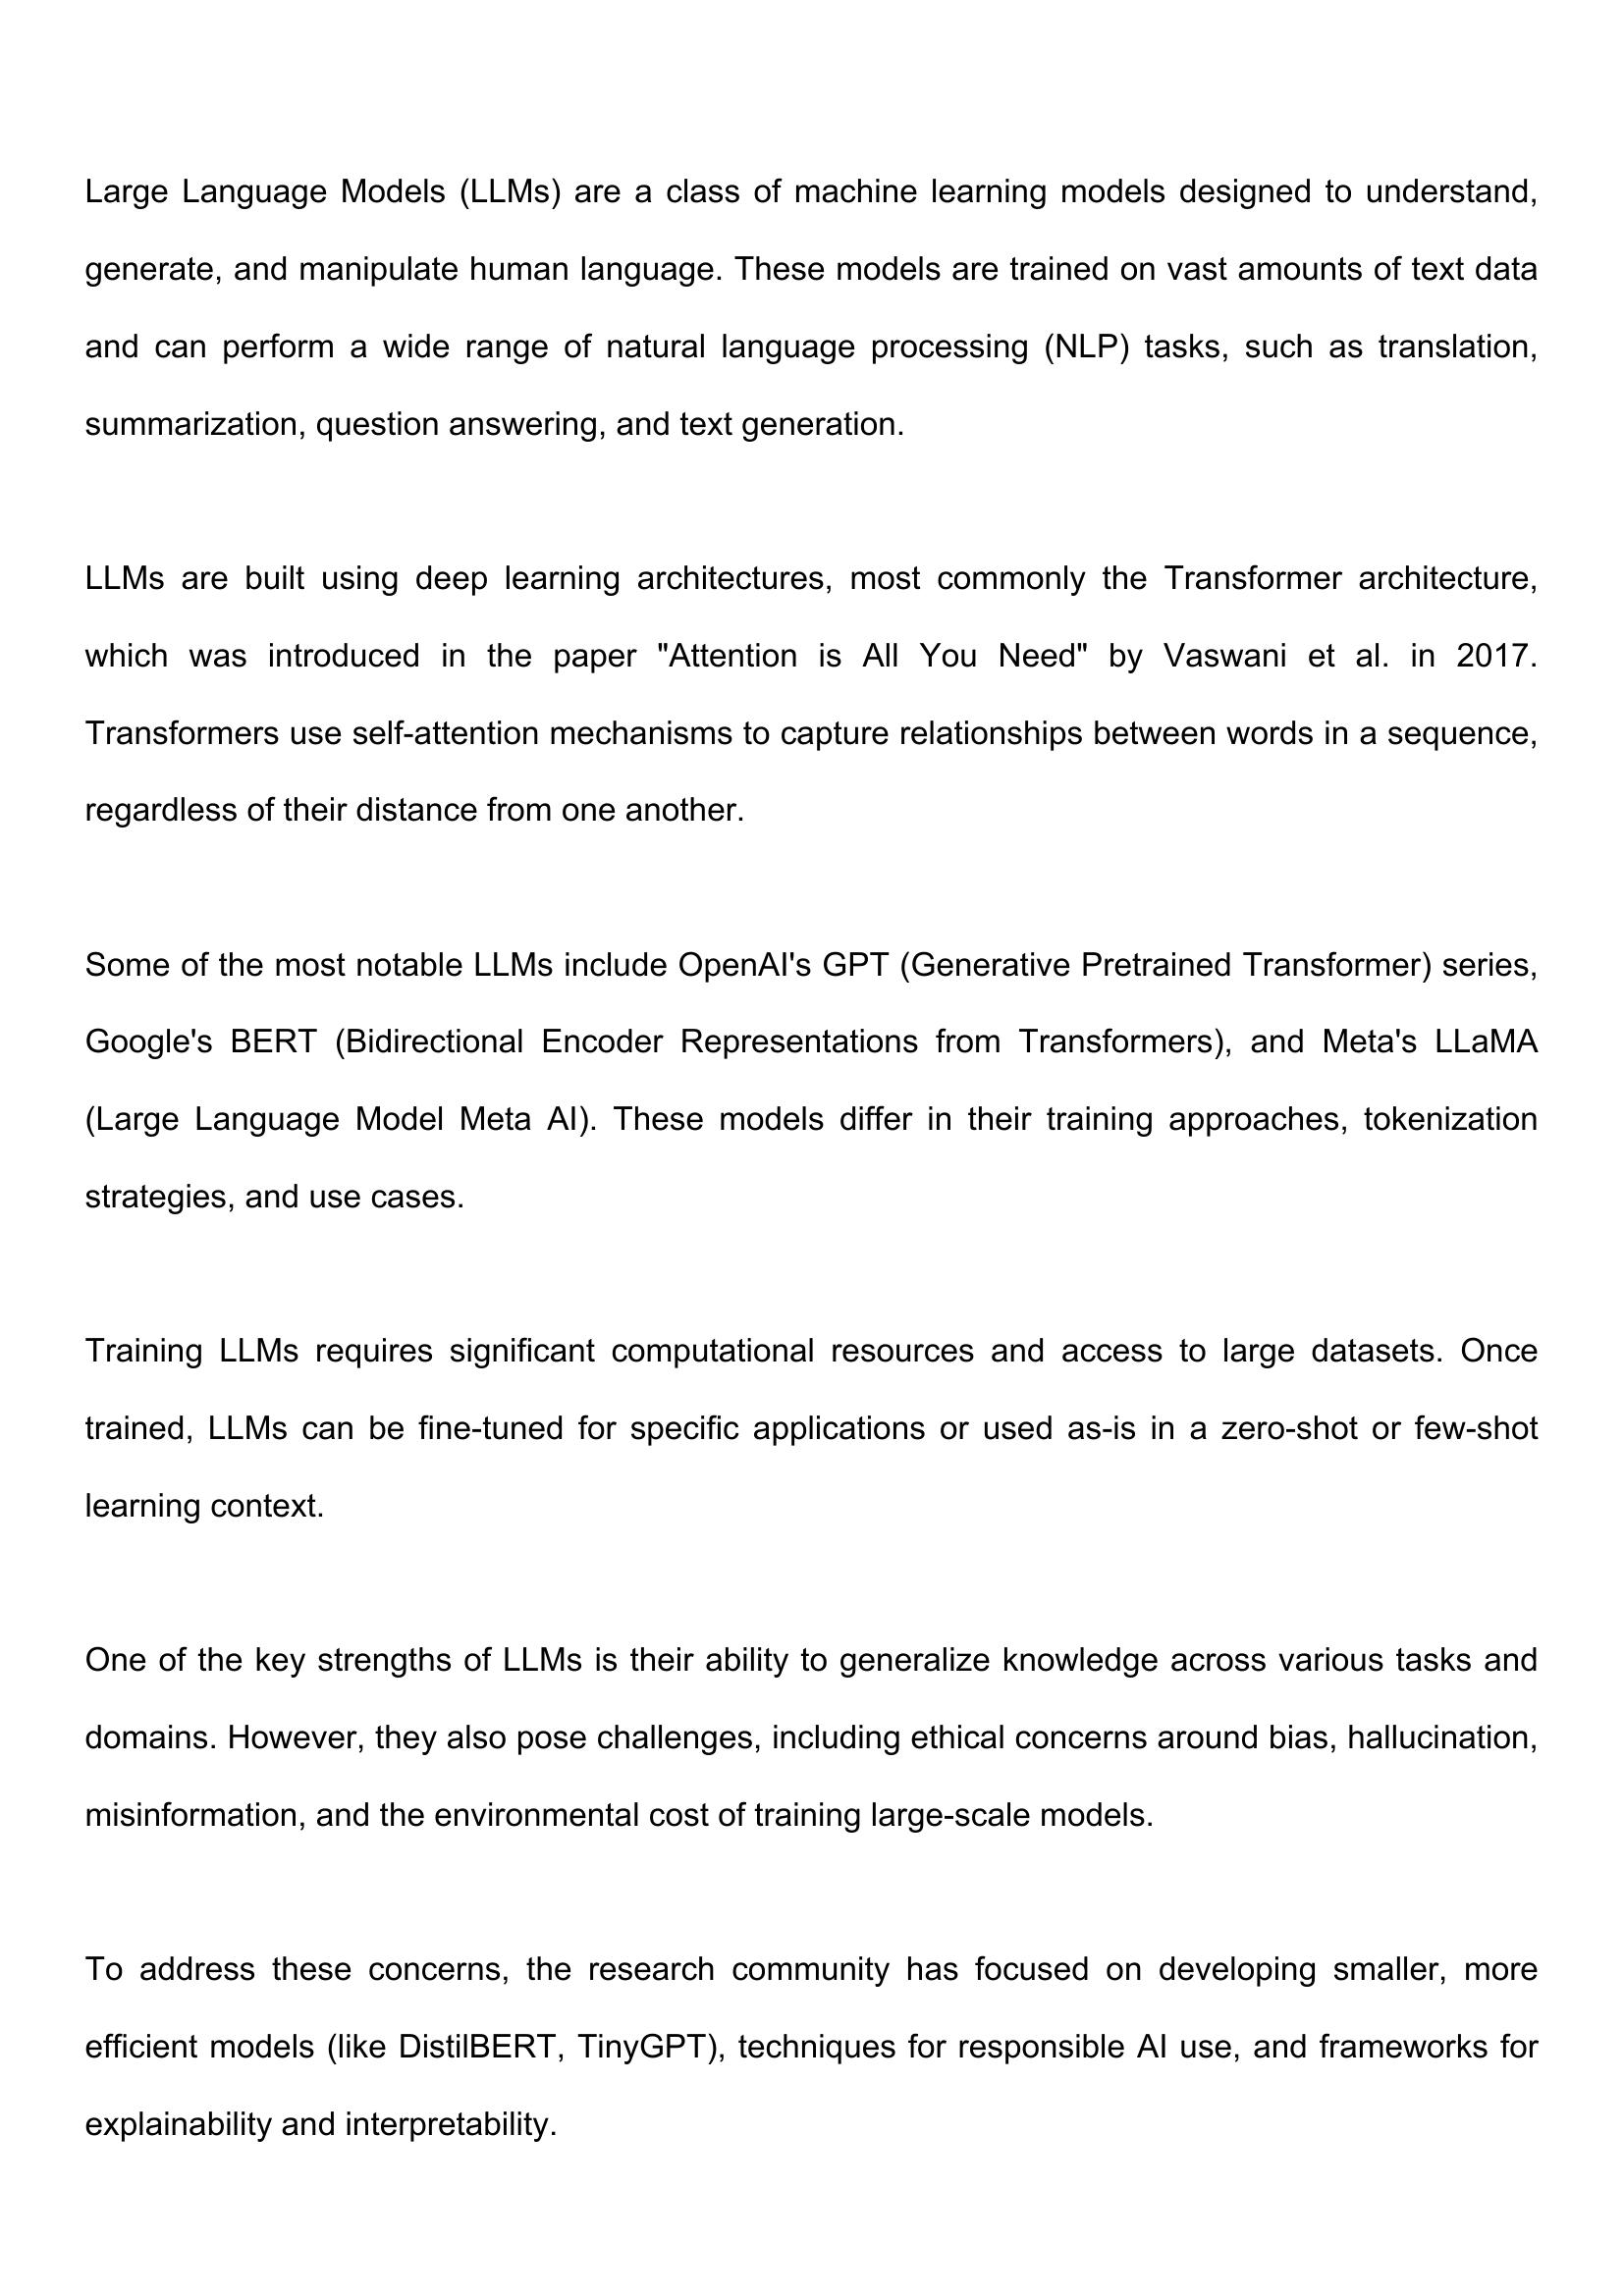 Large Language Models (LLMs) are a class of machine learning models designed to understand,
generate, and manipulate human language. These models are trained on vast amounts of text data
and can perform a wide range of natural language processing (NLP) tasks, such as translation,
summarization, question answering, and text generation.
LLMs are built using deep learning architectures, most commonly the Transformer architecture,
which was introduced in the paper "Attention is All You Need" by Vaswani et al. in 2017.
Transformers use self-attention mechanisms to capture relationships between words in a sequence,
regardless of their distance from one another.
Some of the most notable LLMs include OpenAI's GPT (Generative Pretrained Transformer) series,
Google's BERT (Bidirectional Encoder Representations from Transformers), and Meta's LLaMA
(Large Language Model Meta AI). These models differ in their training approaches, tokenization
strategies, and use cases.
Training LLMs requires significant computational resources and access to large datasets. Once
trained, LLMs can be fine-tuned for specific applications or used as-is in a zero-shot or few-shot
learning context.
One of the key strengths of LLMs is their ability to generalize knowledge across various tasks and
domains. However, they also pose challenges, including ethical concerns around bias, hallucination,
misinformation, and the environmental cost of training large-scale models.
To address these concerns, the research community has focused on developing smaller, more
efficient models (like DistilBERT, TinyGPT), techniques for responsible AI use, and frameworks for
explainability and interpretability.